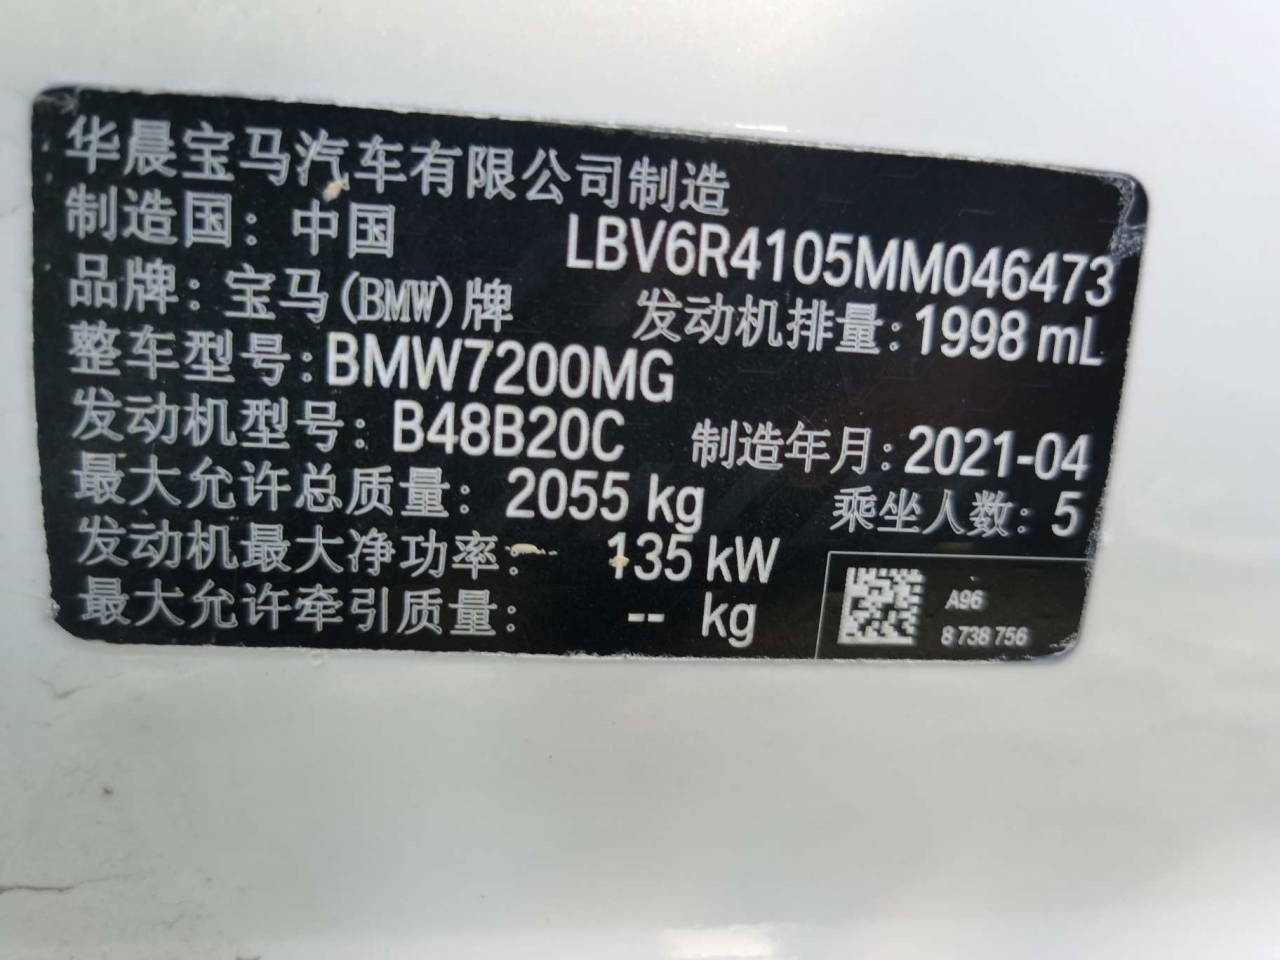 华晨宝马汽车有限公司制造
制造国：中国
LBV6R4105MM046473
品牌：宝马(BMW)牌
发动机排量：1998 mL
整车型号：BMW7200MG
发动机型号：B48B20C
制造年月：2021-04
最大允许总质量：2055 kg
乘坐人数：5
发动机最大净功率：135 kW
最大允许牵引质量：-- kg
A96
8 738 756